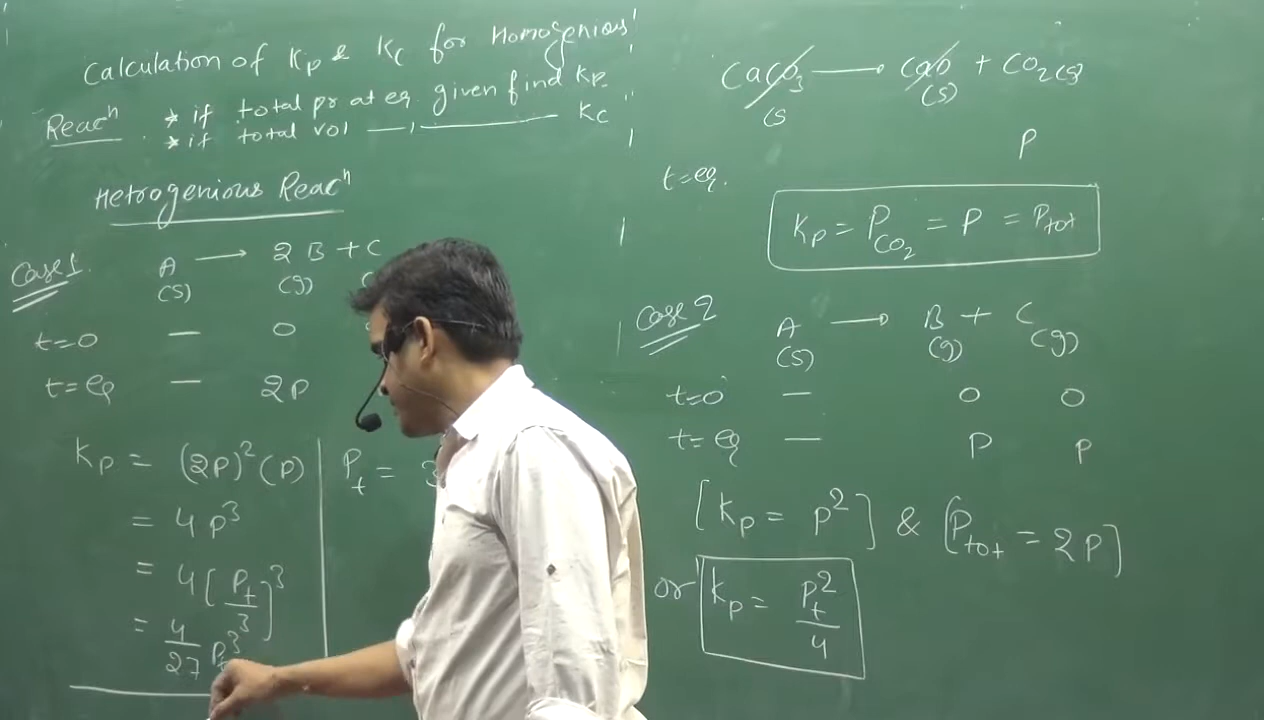 Calculation of Kp & Kc for Homogenious
Reacⁿ. * if total pr at eq. given find Kp.
* if total vol —"— Kc "
Hetrogenious Reacⁿ
Case 1.
A ⟶ 2B + C
(s) (g) (
t=0 — 0
t=eq — 2P
Kp = (2P)²(P)
= 4P³
= 4[Pt/3]³
= 4/27 Pt³
Pt = 3
CaCO₃ ⟶ CaO + CO₂(g)
(s) (s)
P
t=eq.
Kp = P_CO₂ = P = Ptot
Case 2
A ⟶ B + C
(s) (g) (g)
t=0 — 0 0
t=eq — P P
[Kp = P²] & [Ptot = 2P]
or Kp = Pt²/4